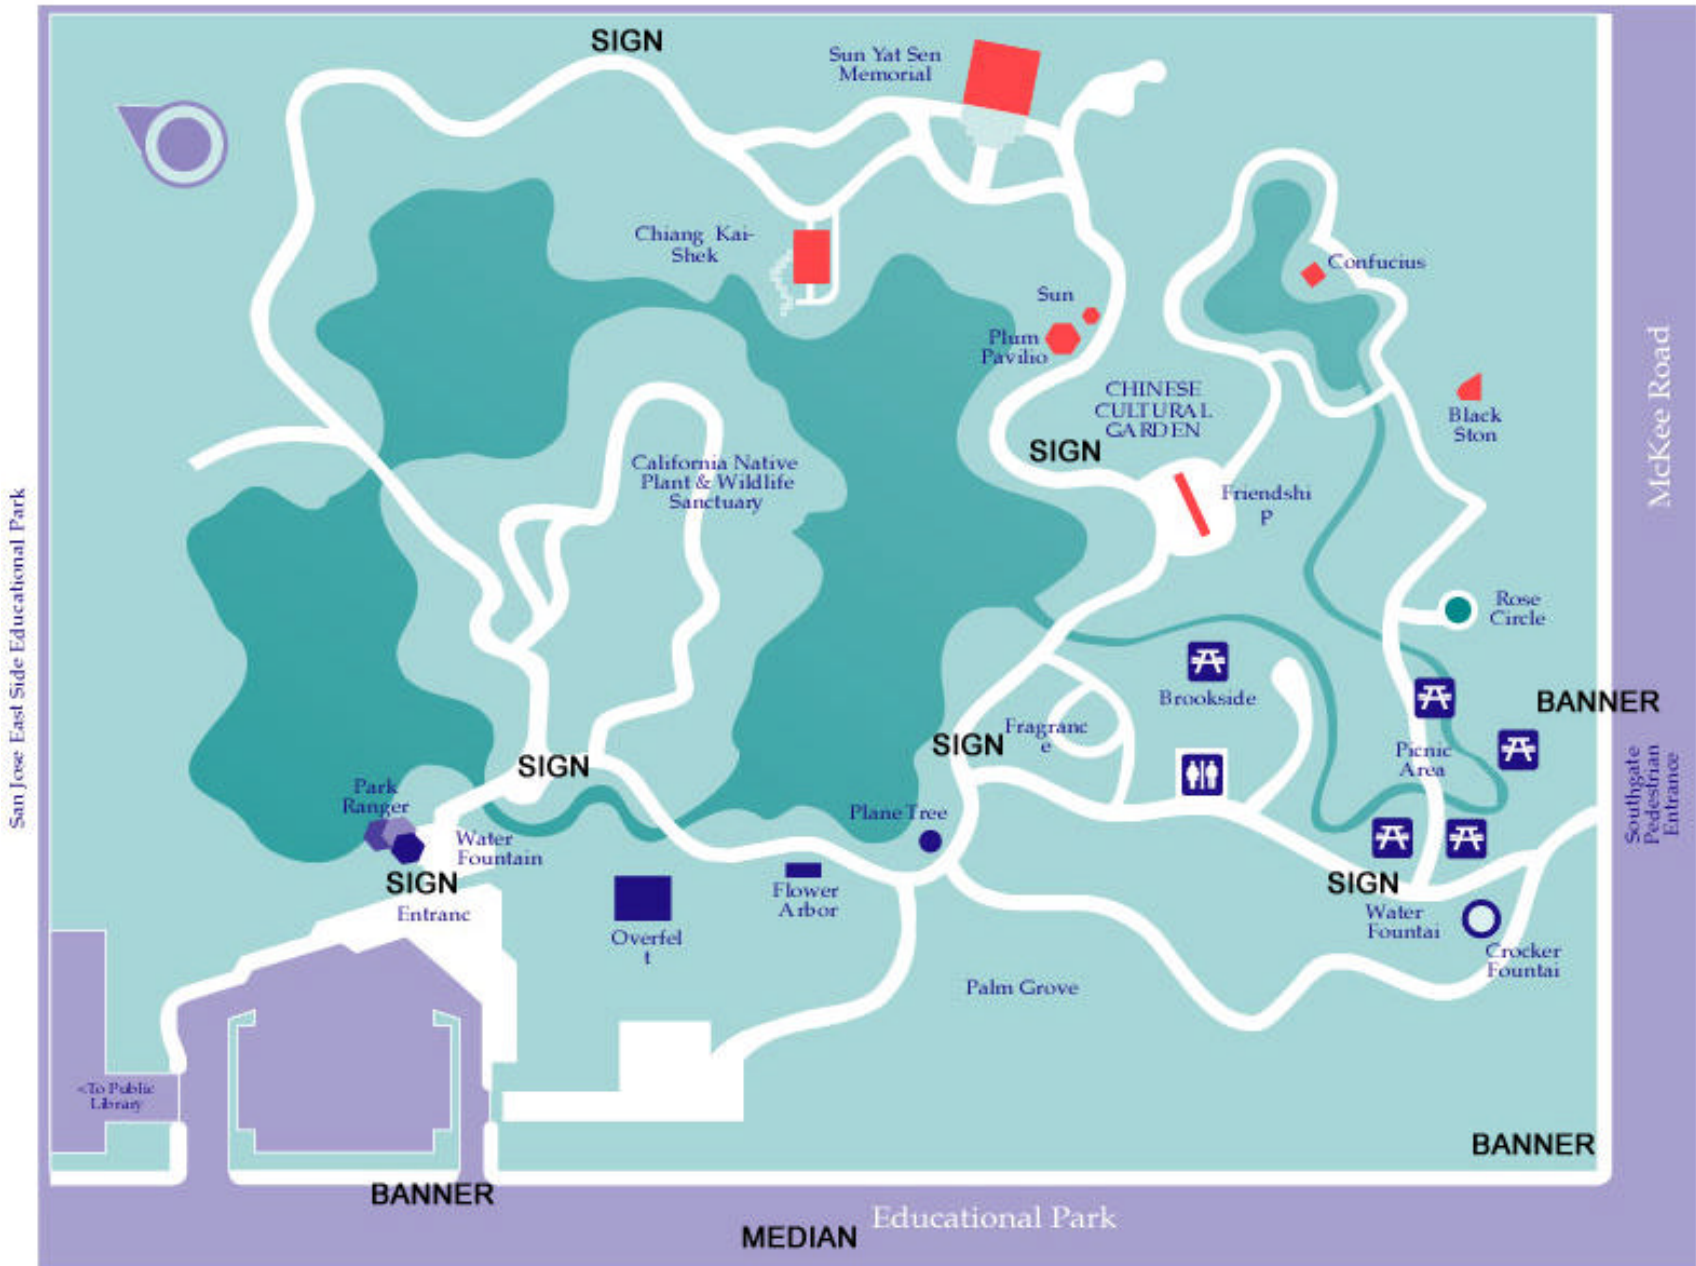 SIGN
Sun Yat Sen
Memorial
Chiang Kai-
Shek
Confucius
Sun
Plum
Pavilio
CHINESE
CULTURAL
GARDEN
Black
Ston
SIGN
McKee Road
California Native
Plant & Wildlife
Sanctuary
Friendshi
p
San Jose East Side Educational Park
Rose
Circle
Brookside
BANNER
Fragranc
e
SIGN
SIGN
Picnic
Area
Southgate
Pedestrian
Entrance
Park
Ranger
Plane Tree
Water
Fountain
SIGN
Entranc
Flower
Arbor
SIGN
Water
Fountai
Overfel
t
Crocker
Fountai
Palm Grove
<To Public
Library
BANNER
BANNER
Educational Park
MEDIAN